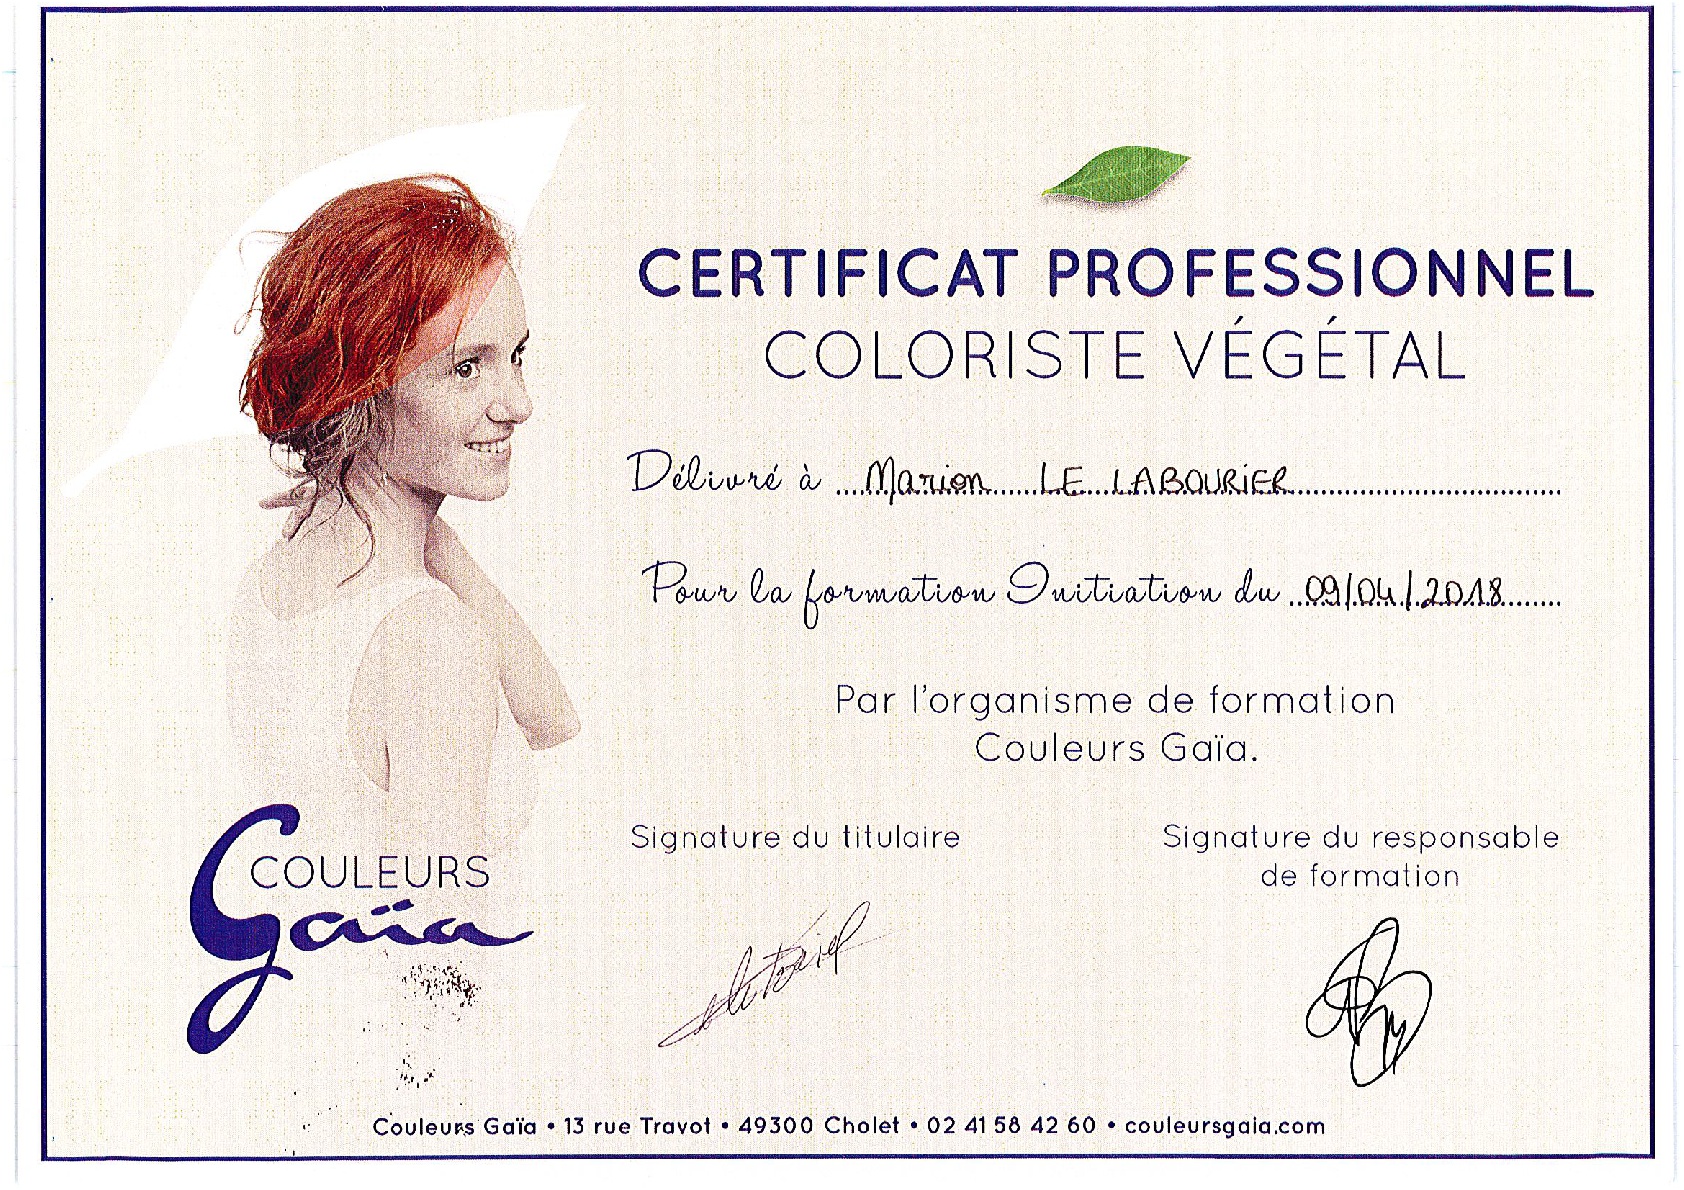 CERTIFICAT PROFESSIONNEL
COLORISTE VÉGÉTAL
Délivré à Marion LE LABOURIER
Pour la formation Initiation du 09/04/2018
Par l'organisme de formation
Couleurs Gaïa.
Signature du titulaire
Signature du responsable
de formation
COULEURS
Gaïa
Couleurs Gaïa • 13 rue Travot • 49300 Cholet • 02 41 58 42 60 • couleursgaia.com